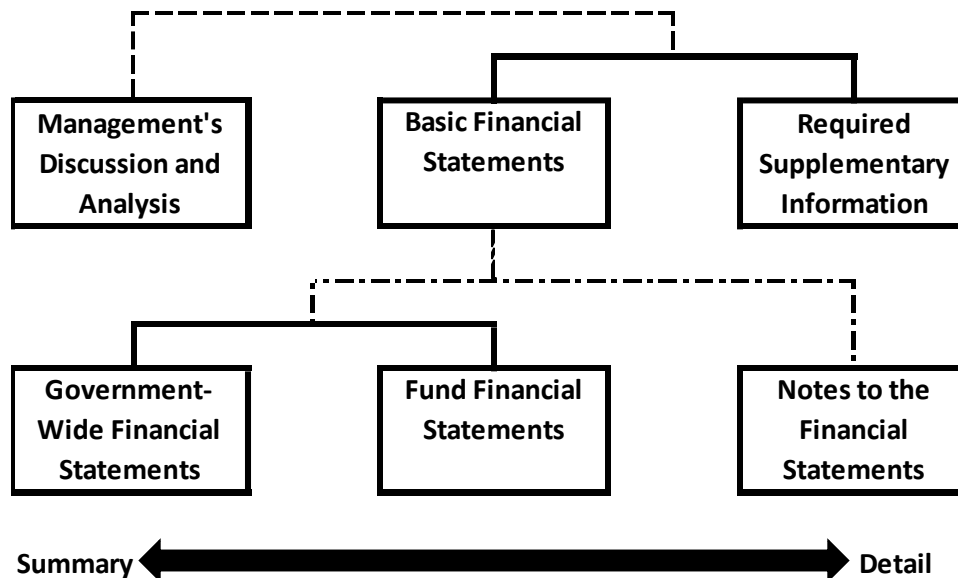 Management's
Discussion and
Analysis
Basic Financial
Statements
Required
Supplementary
Information
Government-
Wide Financial
Statements
Fund Financial
Statements
Notes to the
Financial
Statements
Summary
Detail